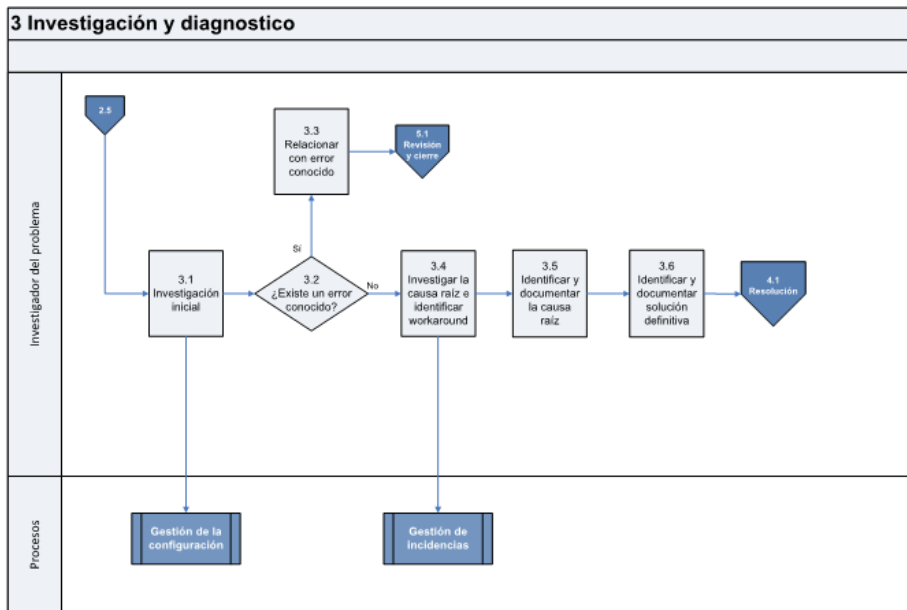 3 Investigación y diagnostico
Investigador del problema
2.5
3.3
Relacionar
con error
conocido
5.1
Revisión
y cierre
Sí
3.1
Investigación
inicial
3.2
¿Existe un error
conocido?
No
3.4
Investigar la
causa raíz e
identificar
workaround
3.5
Identificar y
documentar
la causa
raíz
3.6
Identificar y
documentar
solución
definitiva
4.1
Resolución
Procesos
Gestión de la
configuración
Gestión de
incidencias